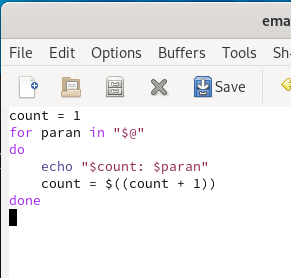 ema
File Edit Options Buffers Tools Sh-
Save
count = 1
for paran in "$@"
do
    echo "$count: $paran"
    count = $((count + 1))
done